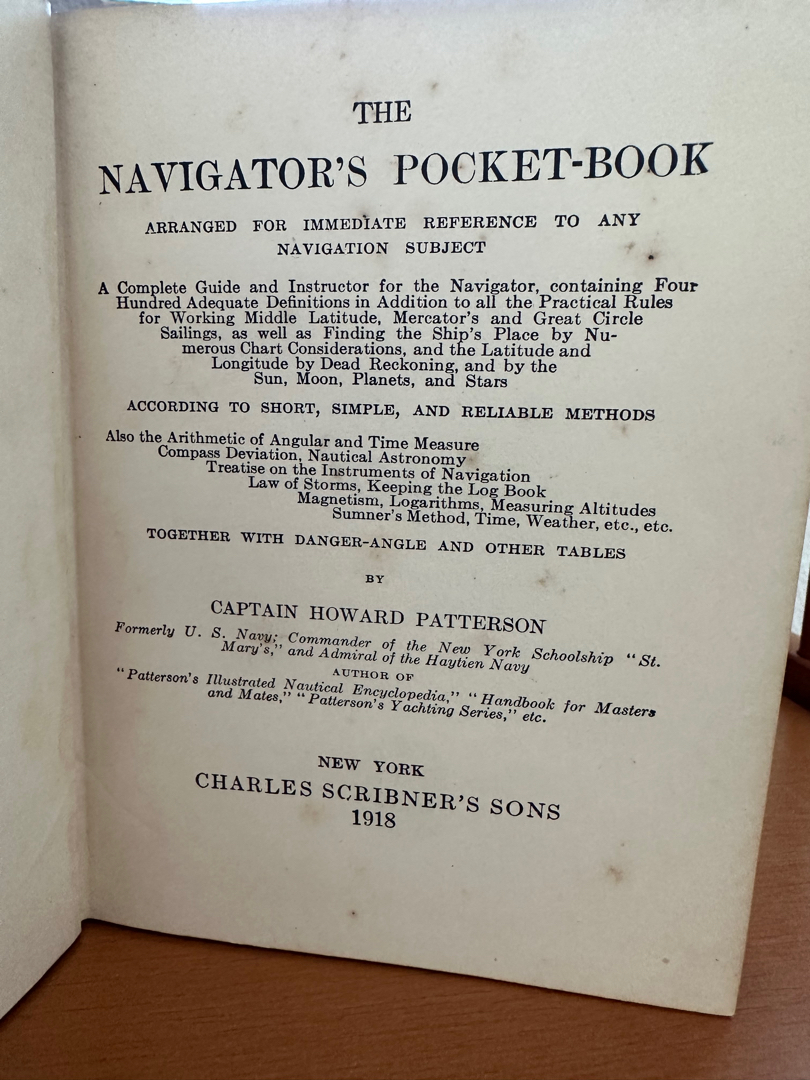 THE
NAVIGATOR'S POCKET-BOOK
ARRANGED FOR IMMEDIATE REFERENCE TO ANY
NAVIGATION SUBJECT
A Complete Guide and Instructor for the Navigator, containing Four
Hundred Adequate Definitions in Addition to all the Practical Rules
for Working Middle Latitude, Mercator's and Great Circle
Sailings, as well as Finding the Ship's Place by Nu-
merous Chart Considerations, and the Latitude and
Longitude by Dead Reckoning, and by the
Sun, Moon, Planets, and Stars
ACCORDING TO SHORT, SIMPLE, AND RELIABLE METHODS
Also the Arithmetic of Angular and Time Measure
Compass Deviation, Nautical Astronomy
Treatise on the Instruments of Navigation
Law of Storms, Keeping the Log Book
Magnetism, Logarithms, Measuring Altitudes
Sumner's Method, Time, Weather, etc., etc.
TOGETHER WITH DANGER-ANGLE AND OTHER TABLES
BY
CAPTAIN HOWARD PATTERSON
Formerly U. S. Navy; Commander of the New York Schoolship "St.
Mary's," and Admiral of the Haytien Navy
AUTHOR OF
"Patterson's Illustrated Nautical Encyclopedia," "Handbook for Masters
and Mates," "Patterson's Yachting Series," etc.
NEW YORK
CHARLES SCRIBNER'S SONS
1918